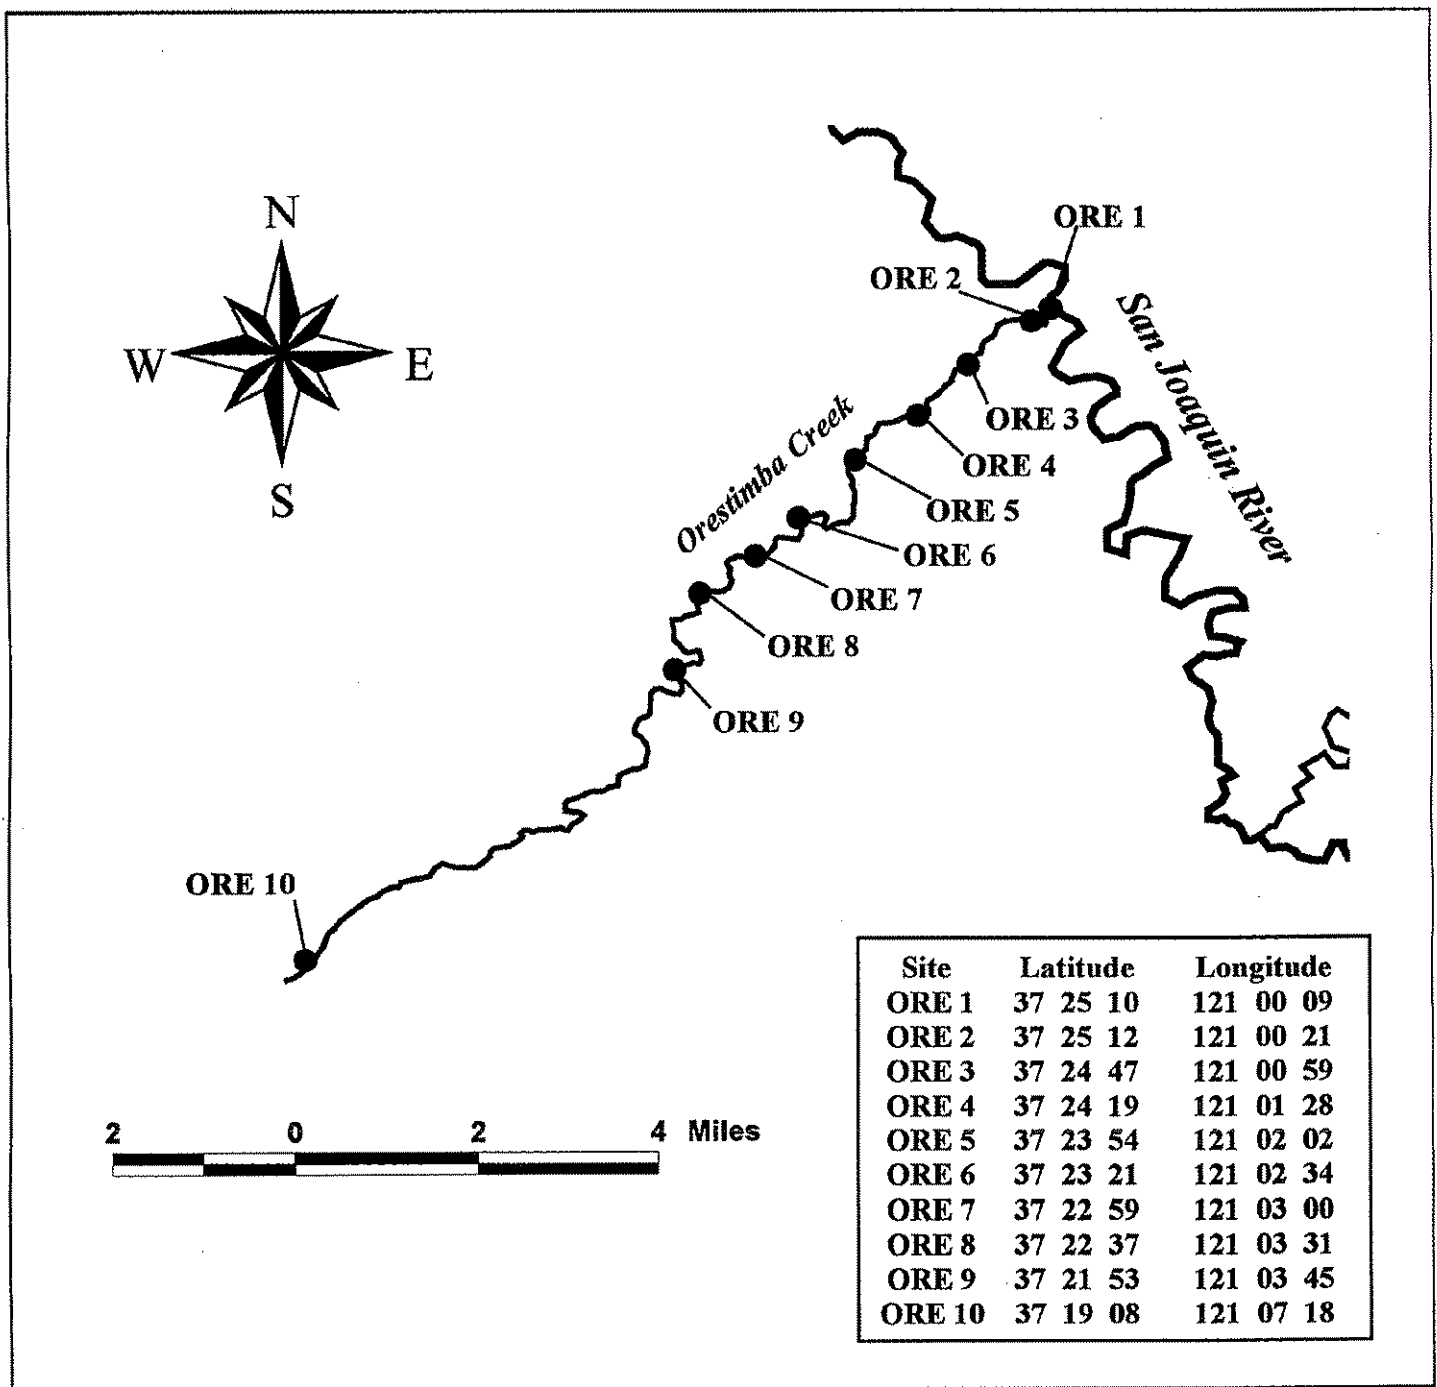 N
W E
S
ORE 1
ORE 2
San Joaquin River
ORE 3
Orestimba Creek
ORE 4
ORE 5
ORE 6
ORE 7
ORE 8
ORE 9
ORE 10
2 0 2 4 Miles
Site Latitude Longitude
ORE 1 37 25 10 121 00 09
ORE 2 37 25 12 121 00 21
ORE 3 37 24 47 121 00 59
ORE 4 37 24 19 121 01 28
ORE 5 37 23 54 121 02 02
ORE 6 37 23 21 121 02 34
ORE 7 37 22 59 121 03 00
ORE 8 37 22 37 121 03 31
ORE 9 37 21 53 121 03 45
ORE 10 37 19 08 121 07 18